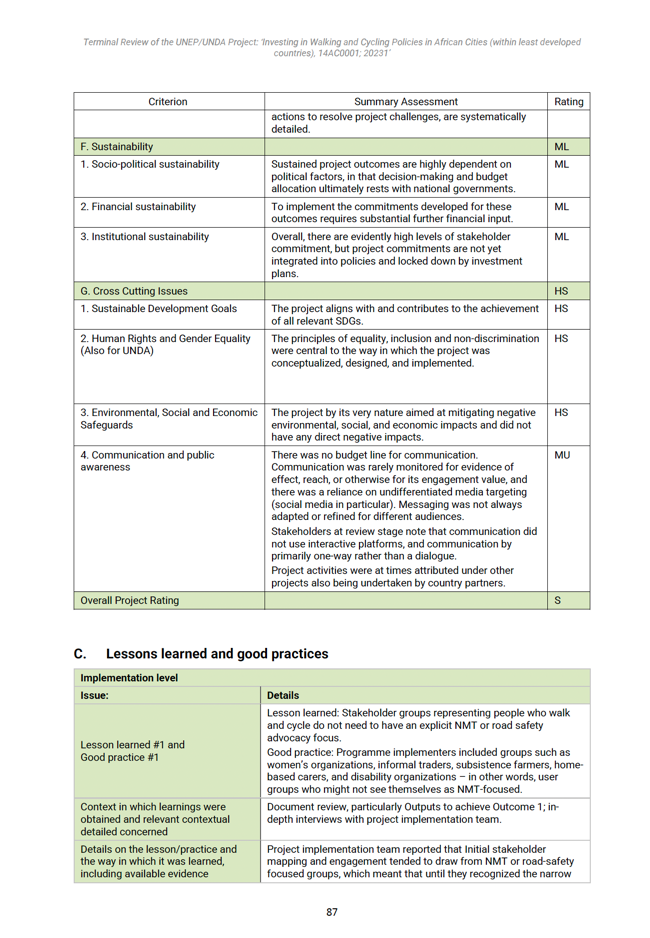 Terminal Review of the UNEP/UNDA Project: ‘Investing in Walking and Cycling Policies in African Cities (within least developed
countries), 14AC0001; 20231’
Criterion Summary Assessment Rating
actions to resolve project challenges, are systematically
detailed.
F. Sustainability ML
1. Socio-political sustainability Sustained project outcomes are highly dependent on ML
political factors, in that decision-making and budget
allocation ultimately rests with national governments.
2. Financial sustainability To implement the commitments developed for these ML
outcomes requires substantial further financial input.
3. Institutional sustainability Overall, there are evidently high levels of stakeholder ML
commitment, but project commitments are not yet
integrated into policies and locked down by investment
plans.
G. Cross Cutting Issues HS
1. Sustainable Development Goals The project aligns with and contributes to the achievement HS
of all relevant SDGs.
2. Human Rights and Gender Equality The principles of equality, inclusion and non-discrimination HS
(Also for UNDA) were central to the way in which the project was
conceptualized, designed, and implemented.
3. Environmental, Social and Economic The project by its very nature aimed at mitigating negative HS
Safeguards environmental, social, and economic impacts and did not
have any direct negative impacts.
4. Communication and public There was no budget line for communication. MU
awareness Communication was rarely monitored for evidence of
effect, reach, or otherwise for its engagement value, and
there was a reliance on undifferentiated media targeting
(social media in particular). Messaging was not always
adapted or refined for different audiences.
Stakeholders at review stage note that communication did
not use interactive platforms, and communication by
primarily one-way rather than a dialogue.
Project activities were at times attributed under other
projects also being undertaken by country partners.
Overall Project Rating S
C. Lessons learned and good practices
Implementation level
Issue: Details
Lesson learned #1 and
Good practice #1
Lesson learned: Stakeholder groups representing people who walk
and cycle do not need to have an explicit NMT or road safety
advocacy focus.
Good practice: Programme implementers included groups such as
women’s organizations, informal traders, subsistence farmers, home-
based carers, and disability organizations – in other words, user
groups who might not see themselves as NMT-focused.
Context in which learnings were
obtained and relevant contextual
detailed concerned
Document review, particularly Outputs to achieve Outcome 1; in-
depth interviews with project implementation team.
Details on the lesson/practice and
the way in which it was learned,
including available evidence
Project implementation team reported that Initial stakeholder
mapping and engagement tended to draw from NMT or road-safety
focused groups, which meant that until they recognized the narrow
87